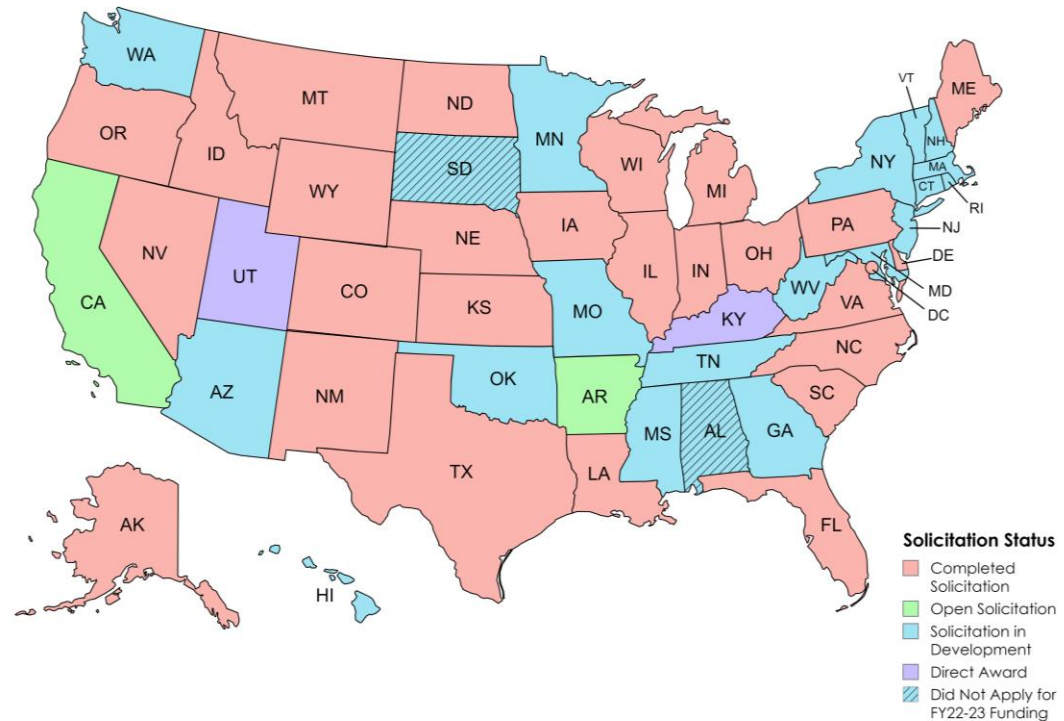 WA
MT
ND
MN
VT
ME
OR
ID
SD
WI
NY
NH
MA
CT
RI
WY
MI
NJ
NE
IA
PA
DE
NV
UT
CO
IL
IN
OH
MD
DC
CA
KS
MO
WV
VA
KY
AZ
NM
OK
AR
TN
NC
SC
MS
AL
GA
TX
LA
FL
AK
HI
Solicitation Status
Completed
Solicitation
Open Solicitation
Solicitation in
Development
Direct Award
Did Not Apply for
FY22-23 Funding